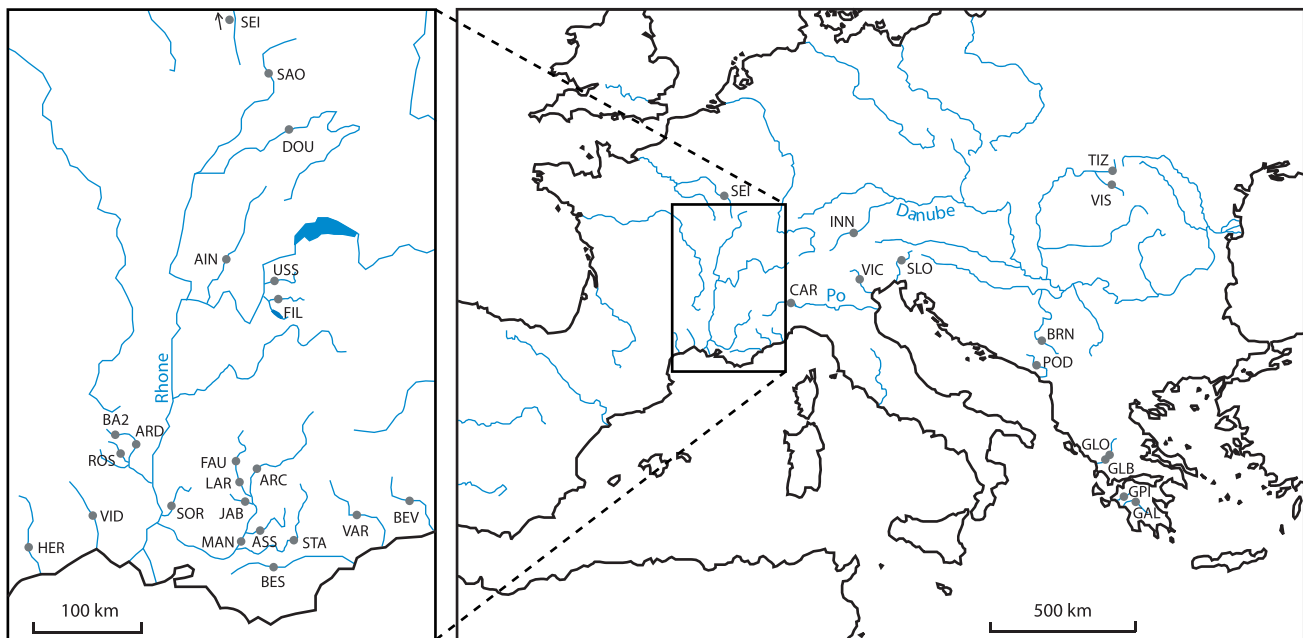 SEI
SAO
DOU
AIN
USS
FIL
Rhone
BA2
ARD
ROS
FAU
LAR
ARC
JAB
SOR
VID
HER
MAN
ASS
STA
VAR
BEV
BES
100 km
SEI
TIZ
VIS
INN
Danube
VIC
SLO
CAR
Po
BRN
POD
GLO
GLB
GPI
GAL
500 km